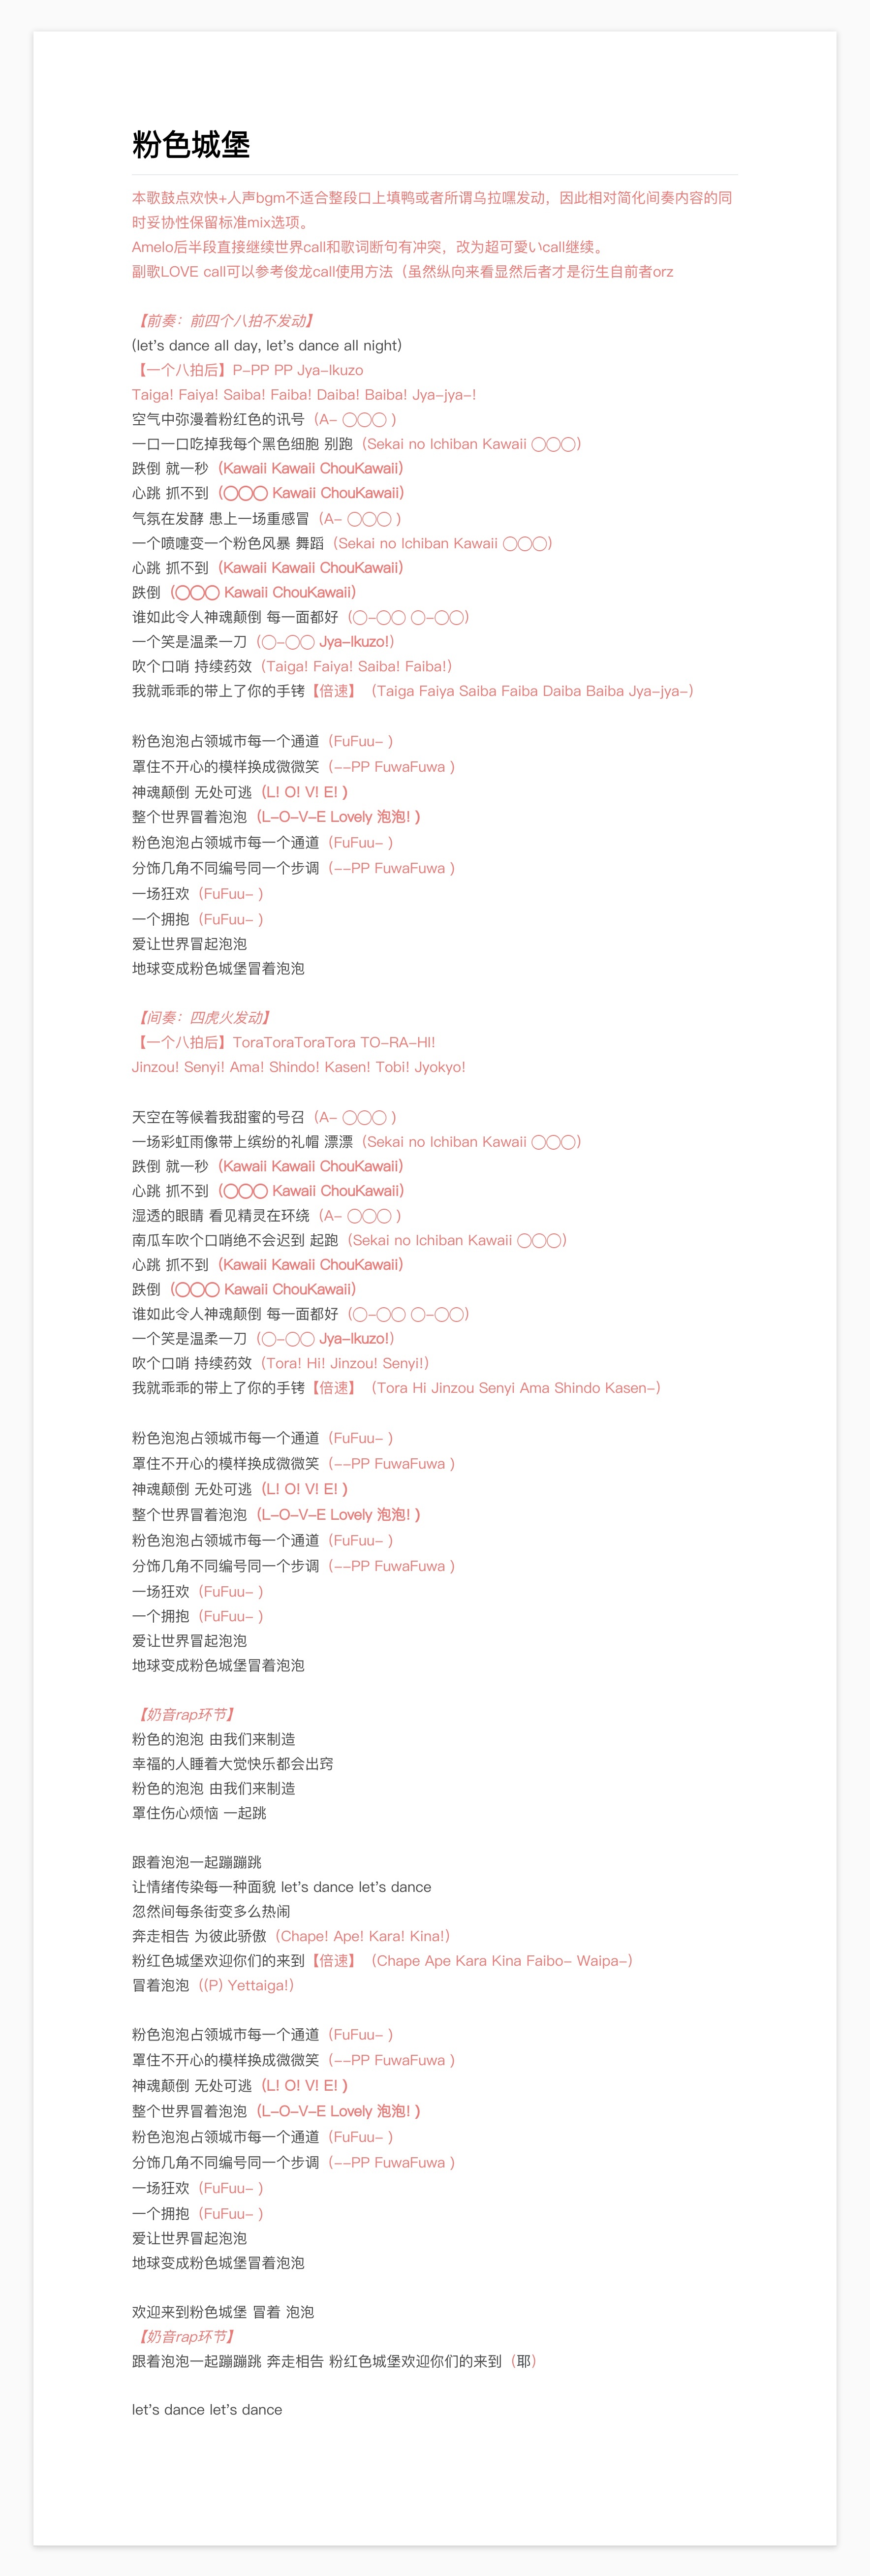 粉色城堡
本歌鼓点欢快+人声bgm不适合整段口上填鸭或者所谓乌拉嘿发动，因此相对简化间奏内容的同
时妥协性保留标准mix选项。
Amelo后半段直接继续世界call和歌词断句有冲突，改为超可愛いcall继续。
副歌LOVE call可以参考俊龙call使用方法（虽然纵向来看显然后者才是衍生自前者orz
【前奏：前四个八拍不发动】
(let's dance all day, let's dance all night)
【一个八拍后】P-PP PP Jya-Ikuzo
Taiga! Faiya! Saiba! Faiba! Daiba! Baiba! Jya-jya-!
空气中弥漫着粉红色的讯号（A- ◯◯◯ )
一口一口吃掉我每个黑色细胞 别跑（Sekai no Ichiban Kawaii ◯◯◯）
跌倒 就一秒（Kawaii Kawaii ChouKawaii）
心跳 抓不到（◯◯◯ Kawaii ChouKawaii）
气氛在发酵 患上一场重感冒（A- ◯◯◯ )
一个喷嚏变一个粉色风暴 舞蹈（Sekai no Ichiban Kawaii ◯◯◯）
心跳 抓不到（Kawaii Kawaii ChouKawaii）
跌倒（◯◯◯ Kawaii ChouKawaii）
谁如此令人神魂颠倒 每一面都好（◯-◯◯ ◯-◯◯）
一个笑是温柔一刀（◯-◯◯ Jya-Ikuzo!）
吹个口哨 持续药效（Taiga! Faiya! Saiba! Faiba!）
我就乖乖的带上了你的手铐【倍速】（Taiga Faiya Saiba Faiba Daiba Baiba Jya-jya-）
粉色泡泡占领城市每一个通道（FuFuu- )
罩住不开心的模样换成微微笑（--PP FuwaFuwa )
神魂颠倒 无处可逃（L! O! V! E! )
整个世界冒着泡泡（L-O-V-E Lovely 泡泡! )
粉色泡泡占领城市每一个通道（FuFuu- )
分饰几角不同编号同一个步调（--PP FuwaFuwa )
一场狂欢（FuFuu- )
一个拥抱（FuFuu- )
爱让世界冒起泡泡
地球变成粉色城堡冒着泡泡
【间奏：四虎火发动】
【一个八拍后】ToraToraToraTora TO-RA-HI!
Jinzou! Senyi! Ama! Shindo! Kasen! Tobi! Jyokyo!
天空在等候着我甜蜜的号召（A- ◯◯◯ )
一场彩虹雨像带上缤纷的礼帽 漂漂（Sekai no Ichiban Kawaii ◯◯◯）
跌倒 就一秒（Kawaii Kawaii ChouKawaii）
心跳 抓不到（◯◯◯ Kawaii ChouKawaii）
湿透的眼睛 看见精灵在环绕（A- ◯◯◯ )
南瓜车吹个口哨绝不会迟到 起跑（Sekai no Ichiban Kawaii ◯◯◯）
心跳 抓不到（Kawaii Kawaii ChouKawaii）
跌倒（◯◯◯ Kawaii ChouKawaii）
谁如此令人神魂颠倒 每一面都好（◯-◯◯ ◯-◯◯）
一个笑是温柔一刀（◯-◯◯ Jya-Ikuzo!）
吹个口哨 持续药效（Tora! Hi! Jinzou! Senyi!）
我就乖乖的带上了你的手铐【倍速】（Tora Hi Jinzou Senyi Ama Shindo Kasen-）
粉色泡泡占领城市每一个通道（FuFuu- )
罩住不开心的模样换成微微笑（--PP FuwaFuwa )
神魂颠倒 无处可逃（L! O! V! E! )
整个世界冒着泡泡（L-O-V-E Lovely 泡泡! )
粉色泡泡占领城市每一个通道（FuFuu- )
分饰几角不同编号同一个步调（--PP FuwaFuwa )
一场狂欢（FuFuu- )
一个拥抱（FuFuu- )
爱让世界冒起泡泡
地球变成粉色城堡冒着泡泡
【奶音rap环节】
粉色的泡泡 由我们来制造
幸福的人睡着大觉快乐都会出窍
粉色的泡泡 由我们来制造
罩住伤心烦恼 一起跳
跟着泡泡一起蹦蹦跳
让情绪传染每一种面貌 let's dance let's dance
忽然间每条街变多么热闹
奔走相告 为彼此骄傲（Chape! Ape! Kara! Kina!）
粉红色城堡欢迎你们的来到【倍速】（Chape Ape Kara Kina Faibo- Waipa-）
冒着泡泡（(P) Yettaiga!）
粉色泡泡占领城市每一个通道（FuFuu- )
罩住不开心的模样换成微微笑（--PP FuwaFuwa )
神魂颠倒 无处可逃（L! O! V! E! )
整个世界冒着泡泡（L-O-V-E Lovely 泡泡! )
粉色泡泡占领城市每一个通道（FuFuu- )
分饰几角不同编号同一个步调（--PP FuwaFuwa )
一场狂欢（FuFuu- )
一个拥抱（FuFuu- )
爱让世界冒起泡泡
地球变成粉色城堡冒着泡泡
欢迎来到粉色城堡 冒着 泡泡
【奶音rap环节】
跟着泡泡一起蹦蹦跳 奔走相告 粉红色城堡欢迎你们的来到（耶）
let's dance let's dance